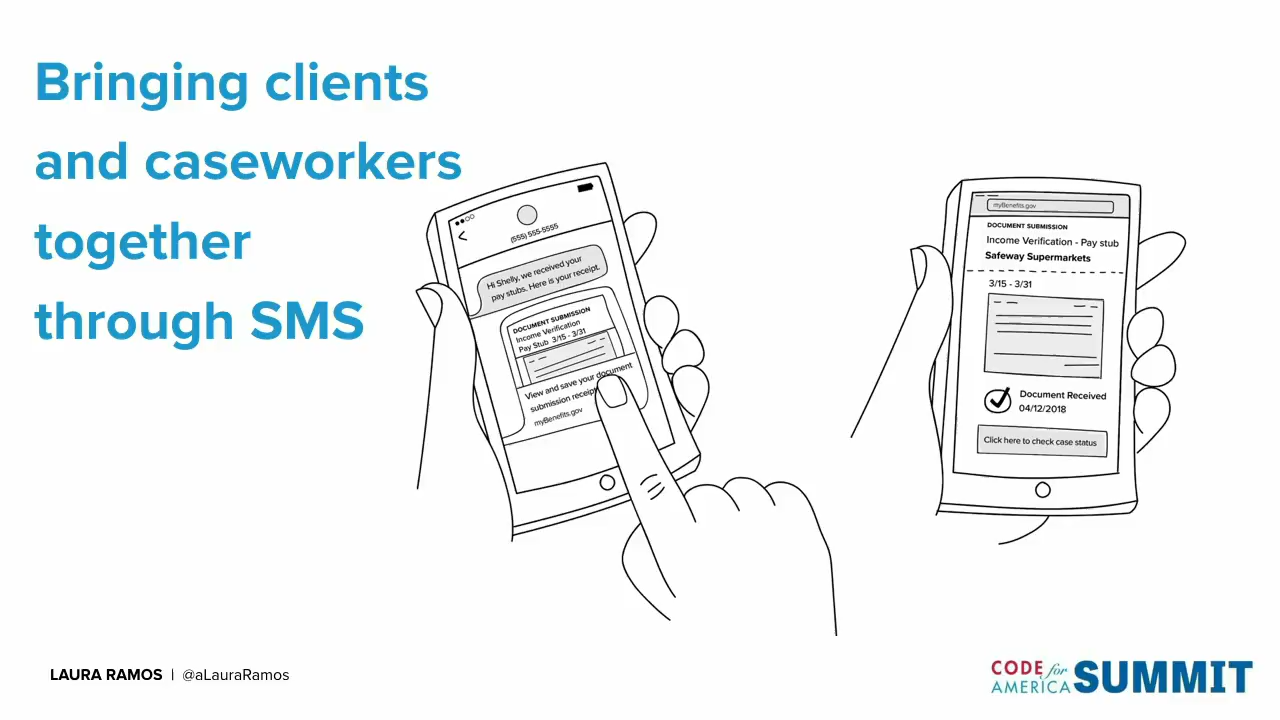 Bringing clients
and caseworkers
together
through SMS
(555) 555-5555
Hi Shelly, we received your
pay stubs. Here is your receipt.
DOCUMENT SUBMISSION
Income Verification
Pay Stub 3/15 - 3/31
View and save your document
submission receipt
myBenefits.gov
myBenefits.gov
DOCUMENT SUBMISSION
Income Verification - Pay stub
Safeway Supermarkets
3/15 - 3/31
Document Received
04/12/2018
Click here to check case status
LAURA RAMOS | @aLauraRamos
CODE for
AMERICA SUMMIT